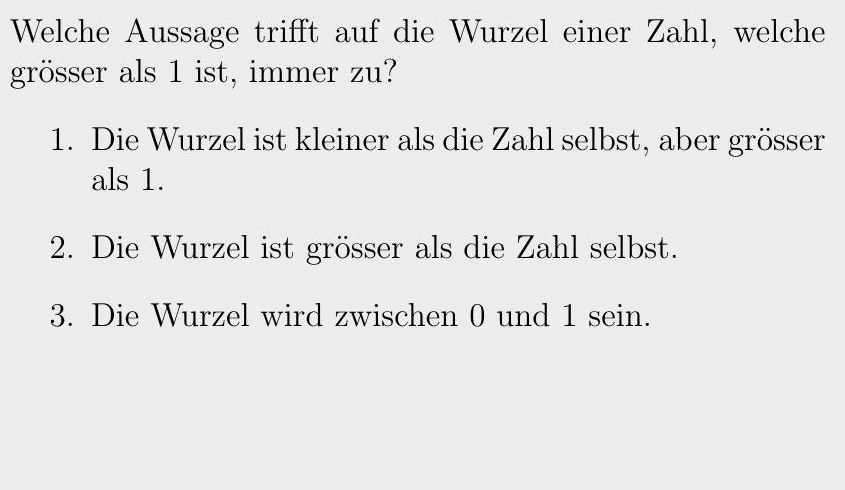 Welche Aussage trifft auf die Wurzel einer Zahl, welche
grösser als 1 ist, immer zu?
1. Die Wurzel ist kleiner als die Zahl selbst, aber grösser
als 1.
2. Die Wurzel ist grösser als die Zahl selbst.
3. Die Wurzel wird zwischen 0 und 1 sein.